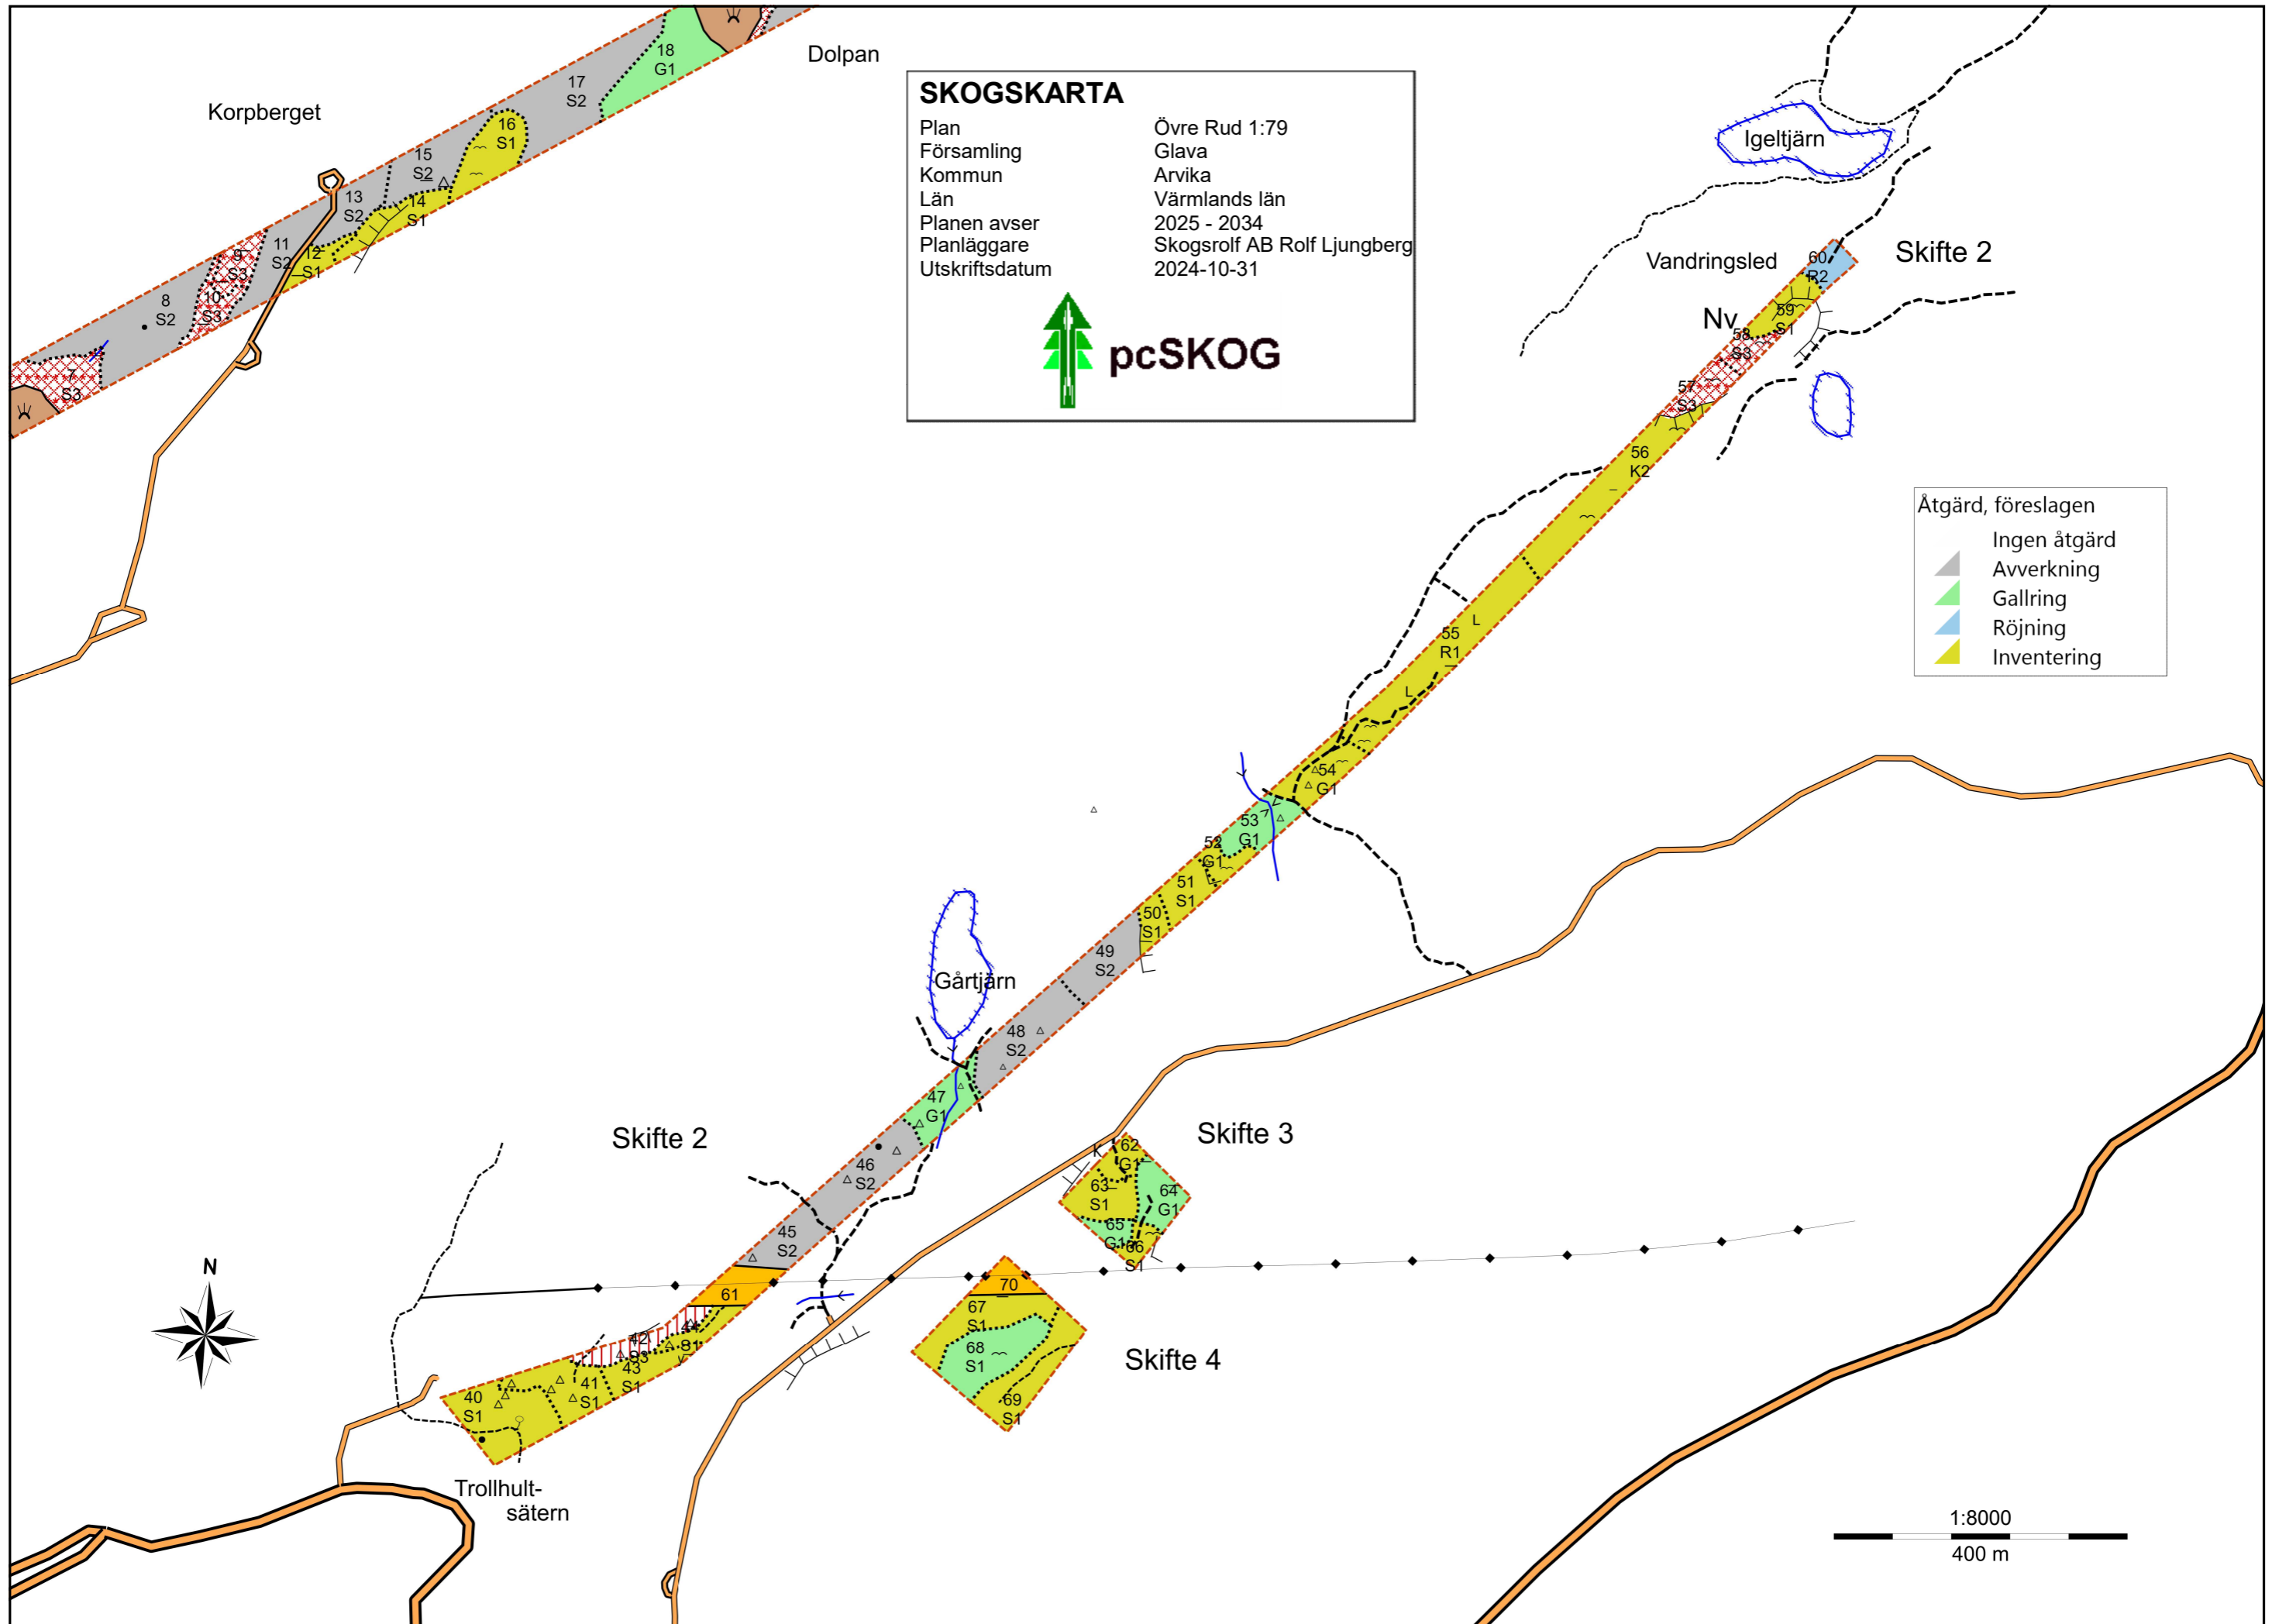 Dolpan
Korpberget
18
G1
17
S2
16
S1
15
S2
14
S1
13
S2
12
S1
11
S2
9
S3
10
S3
8
S2
7
S3
SKOGSKARTA
Plan Övre Rud 1:79
Församling Glava
Kommun Arvika
Län Värmlands län
Planen avser 2025 - 2034
Planläggare Skogsrolf AB Rolf Ljungberg
Utskriftsdatum 2024-10-31
pcSKOG
Igeltjärn
Vandringsled
Skifte 2
60
R2
Nv
59
S1
58
S3
57
S3
56
K2
Åtgärd, föreslagen
Ingen åtgärd
Avverkning
Gallring
Röjning
Inventering
L
55
R1
L
54
G1
53
G1
52
G1
51
S1
50
S1
49
S2
Gårtjärn
48
S2
47
G1
Skifte 2
46
S2
45
S2
Skifte 3
K
62
G1
63
S1
64
G1
65
G1
66
S1
61
70
67
S1
68
S1
69
S1
Skifte 4
N
44
S1
42
S3
43
S1
41
S1
40
S1
Trollhult-
sätern
1:8000
400 m